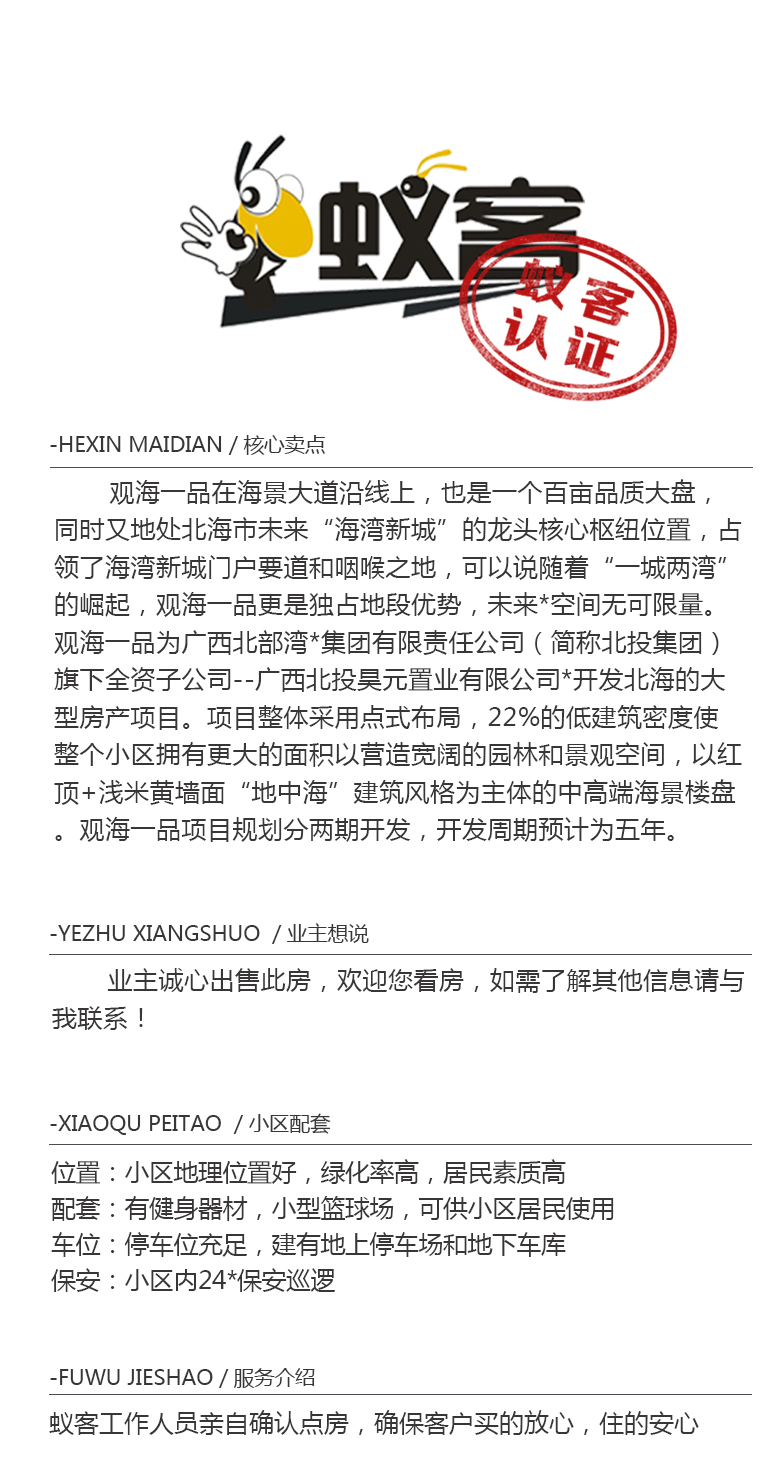 蚁客
蚁客
认证
-HEXIN MAIDIAN / 核心卖点
观海一品在海景大道沿线上，也是一个百亩品质大盘，
同时又地处北海市未来“海湾新城”的龙头核心枢纽位置，占
领了海湾新城门户要道和咽喉之地，可以说随着“一城两湾”
的崛起，观海一品更是独占地段优势，未来*空间无可限量。
观海一品为广西北部湾*集团有限责任公司（简称北投集团）
旗下全资子公司--广西北投昊元置业有限公司*开发北海的大
型房产项目。项目整体采用点式布局，22%的低建筑密度使
整个小区拥有更大的面积以营造宽阔的园林和景观空间，以红
顶+浅米黄墙面“地中海”建筑风格为主体的中高端海景楼盘
。观海一品项目规划分两期开发，开发周期预计为五年。
-YEZHU XIANGSHUO / 业主想说
业主诚心出售此房，欢迎您看房，如需了解其他信息请与
我联系！
-XIAOQU PEITAO / 小区配套
位置：小区地理位置好，绿化率高，居民素质高
配套：有健身器材，小型篮球场，可供小区居民使用
车位：停车位充足，建有地上停车场和地下车库
保安：小区内24*保安巡逻
-FUWU JIESHAO / 服务介绍
蚁客工作人员亲自确认点房，确保客户买的放心，住的安心